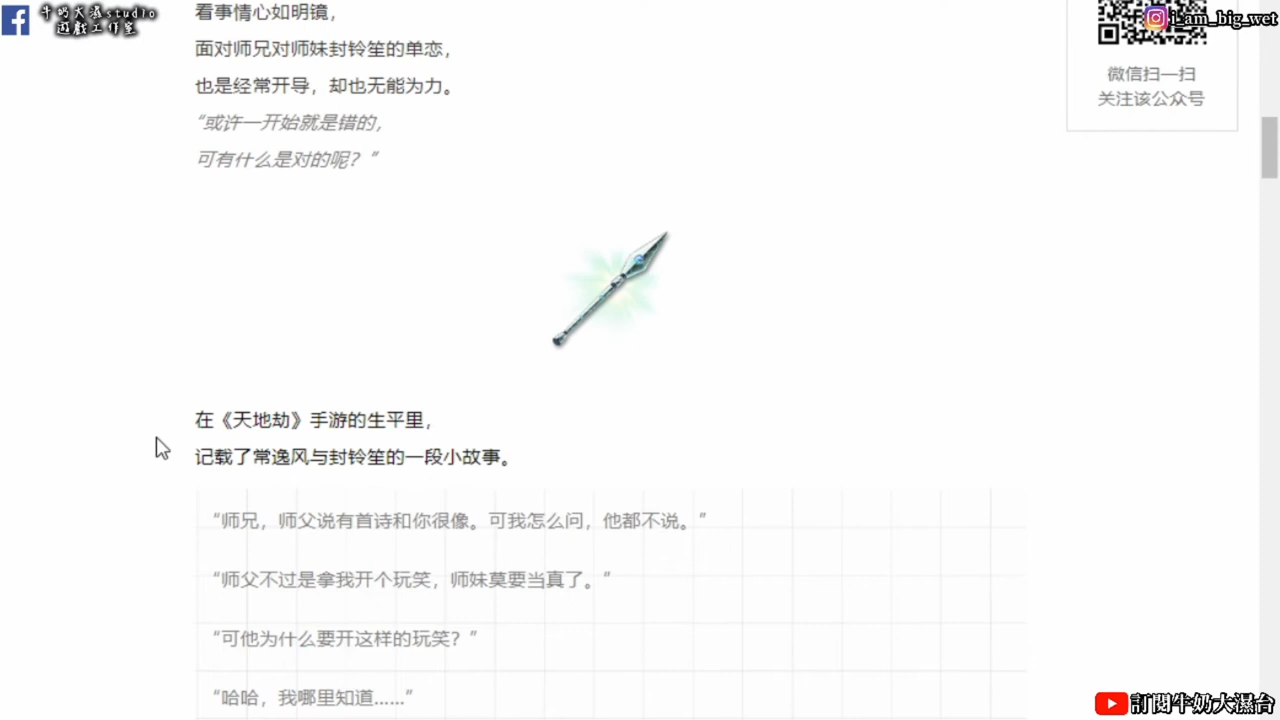 牛奶大濕studio
遊戲工作室
i_am_big_wet
看事情心如明镜，
面对师兄对师妹封铃笙的单恋，
也是经常开导，却也无能为力。
“或许一开始就是错的，
可有什么是对的呢？”
微信扫一扫
关注该公众号
在《天地劫》手游的生平里，
记载了常逸风与封铃笙的一段小故事。
“师兄，师父说有首诗和你很像。可我怎么问，他都不说。”
“师父不过是拿我开个玩笑，师妹莫要当真了。”
“可他为什么要开这样的玩笑？”
“哈哈，我哪里知道……”
訂閱牛奶大濕台